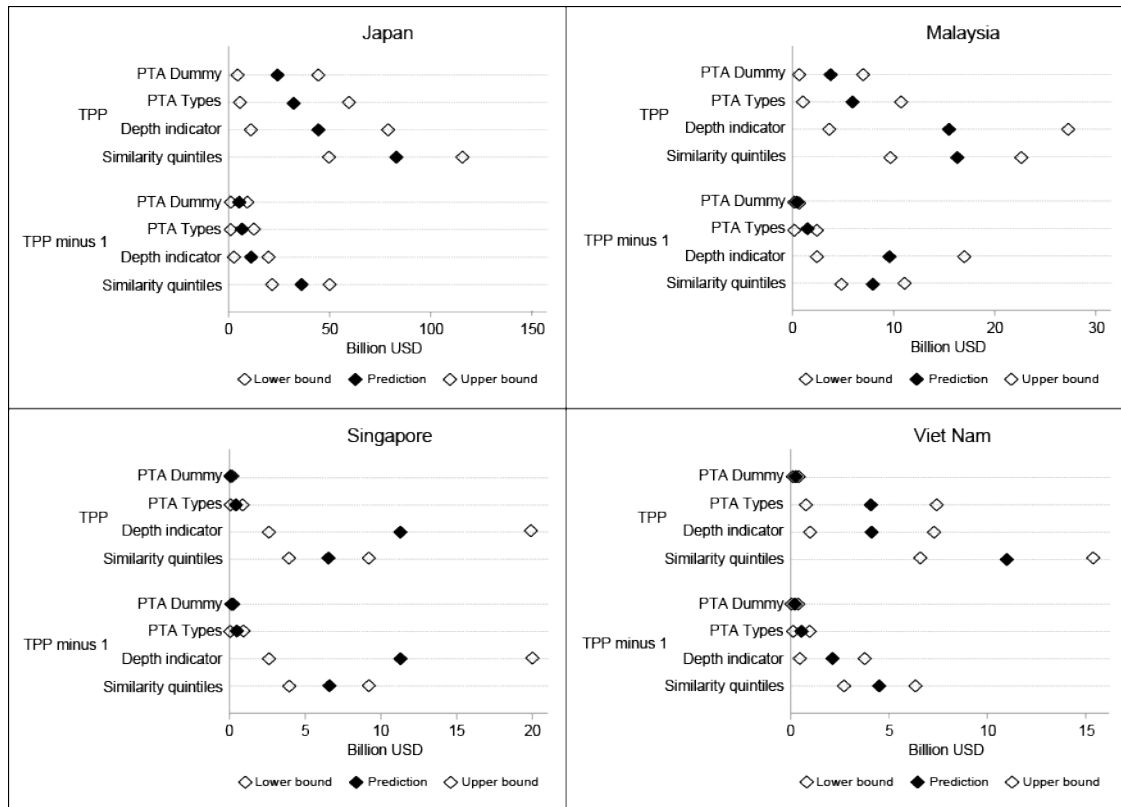 Japan
TPP
PTA Dummy
PTA Types
Depth indicator
Similarity quintiles
TPP minus 1
PTA Dummy
PTA Types
Depth indicator
Similarity quintiles
0 50 100 150
Billion USD
Lower bound Prediction Upper bound
Malaysia
TPP
PTA Dummy
PTA Types
Depth indicator
Similarity quintiles
TPP minus 1
PTA Dummy
PTA Types
Depth indicator
Similarity quintiles
0 10 20 30
Billion USD
Lower bound Prediction Upper bound
Singapore
TPP
PTA Dummy
PTA Types
Depth indicator
Similarity quintiles
TPP minus 1
PTA Dummy
PTA Types
Depth indicator
Similarity quintiles
0 5 10 15 20
Billion USD
Lower bound Prediction Upper bound
Viet Nam
TPP
PTA Dummy
PTA Types
Depth indicator
Similarity quintiles
TPP minus 1
PTA Dummy
PTA Types
Depth indicator
Similarity quintiles
0 5 10 15
Billion USD
Lower bound Prediction Upper bound